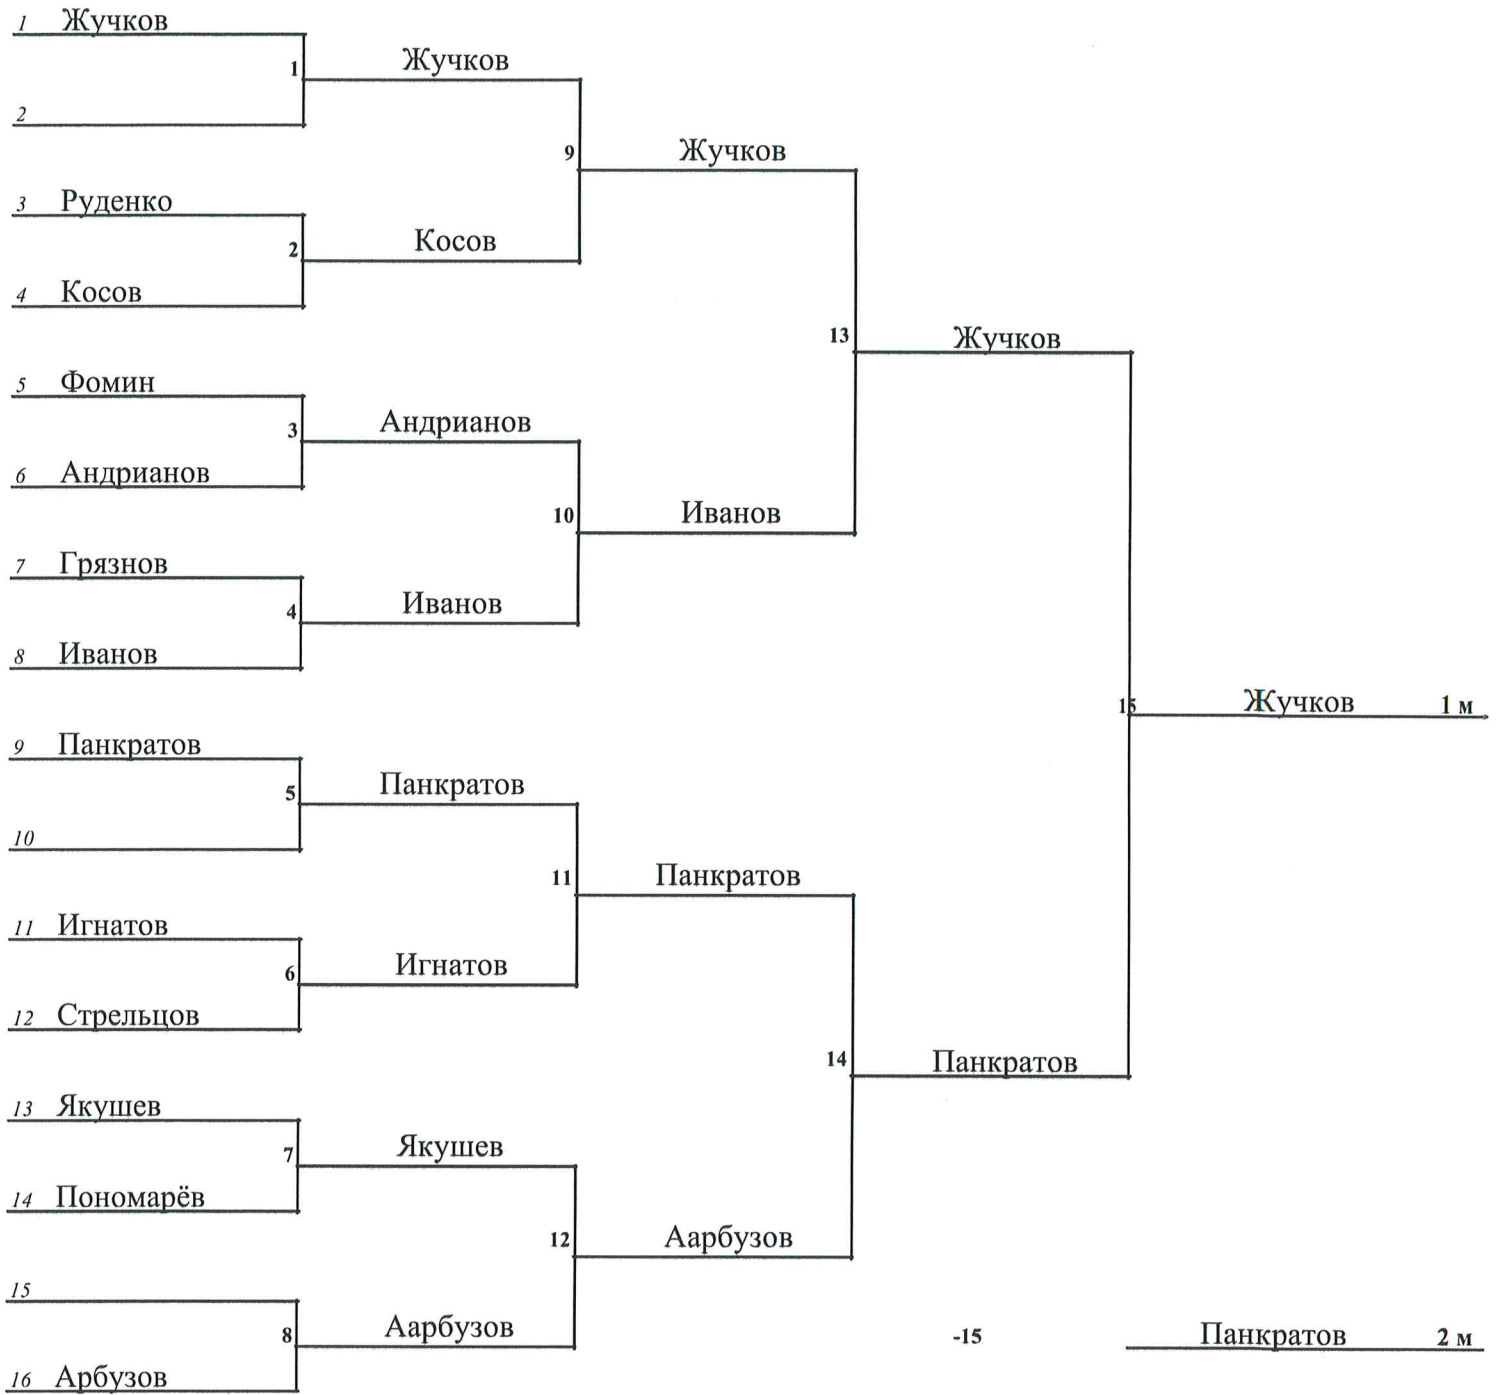 1 Жучков
1 Жучков
2
9 Жучков
3 Руденко
2 Косов
4 Косов
13 Жучков
5 Фомин
3 Андрианов
6 Андрианов
10 Иванов
7 Грязнов
4 Иванов
8 Иванов
15 Жучков 1 м
9 Панкратов
5 Панкратов
10
11 Панкратов
11 Игнатов
6 Игнатов
12 Стрельцов
14 Панкратов
13 Якушев
7 Якушев
14 Пономарёв
12 Аарбузов
15
8 Аарбузов
-15 Панкратов 2 м
16 Арбузов